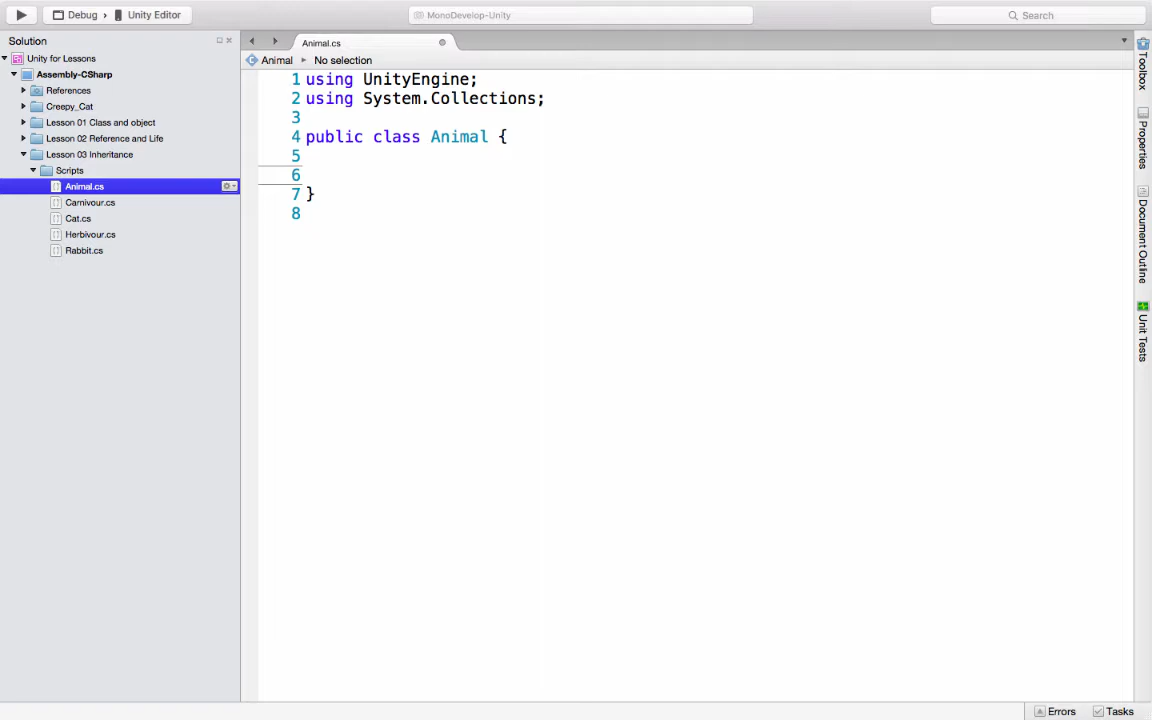 Debug › Unity Editor
MonoDevelop-Unity
Search
Solution
Unity for Lessons
Assembly-CSharp
References
Creepy_Cat
Lesson 01 Class and object
Lesson 02 Reference and Life
Lesson 03 Inheritance
Scripts
Animal.cs
Carnivour.cs
Cat.cs
Herbivour.cs
Rabbit.cs
Animal.cs
Animal ▸ No selection
1 using UnityEngine;
2 using System.Collections;
3
4 public class Animal {
5
6
7 }
8
Toolbox
Properties
Document Outline
Unit Tests
Errors Tasks